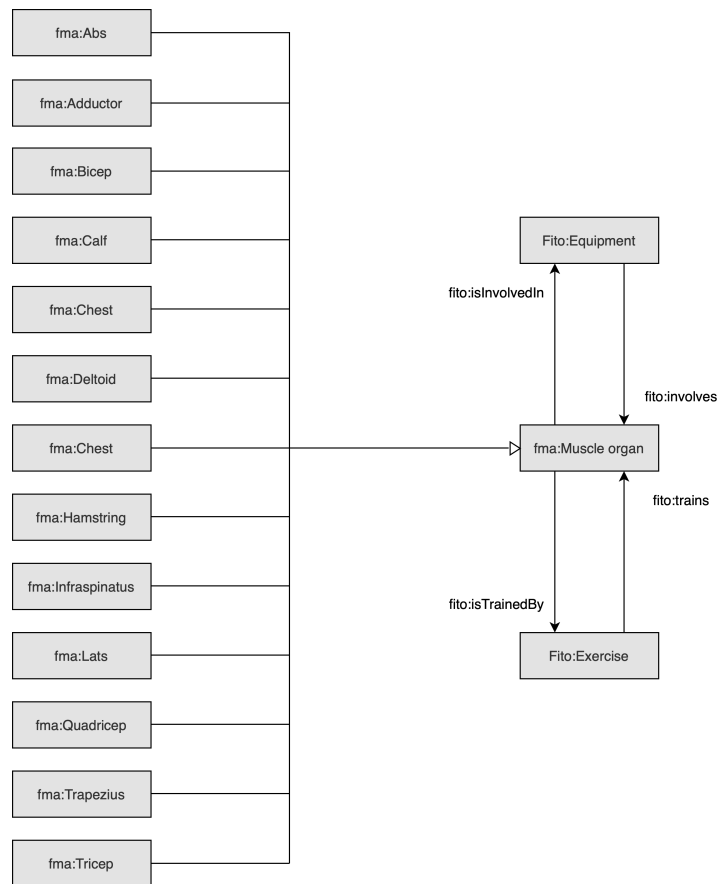 fma:Abs
fma:Adductor
fma:Bicep
fma:Calf
fma:Chest
fma:Deltoid
fma:Chest
fma:Hamstring
fma:Infraspinatus
fma:Lats
fma:Quadricep
fma:Trapezius
fma:Tricep
Fito:Equipment
fito:isInvolvedIn
fito:involves
fma:Muscle organ
fito:trains
fito:isTrainedBy
Fito:Exercise